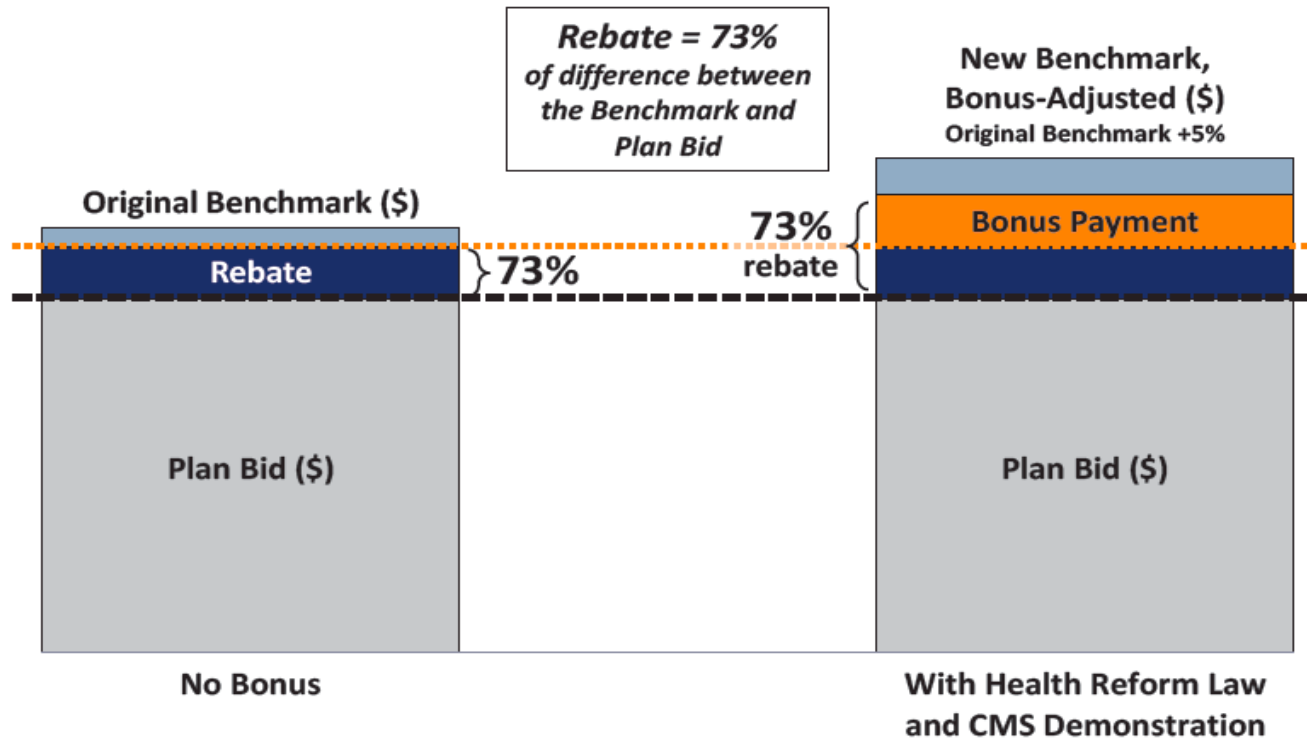 Rebate = 73%
of difference between
the Benchmark and
Plan Bid
New Benchmark,
Bonus-Adjusted ($)
Original Benchmark +5%
Original Benchmark ($)
Rebate
73%
73%
rebate
Bonus Payment
Plan Bid ($)
Plan Bid ($)
No Bonus
With Health Reform Law
and CMS Demonstration